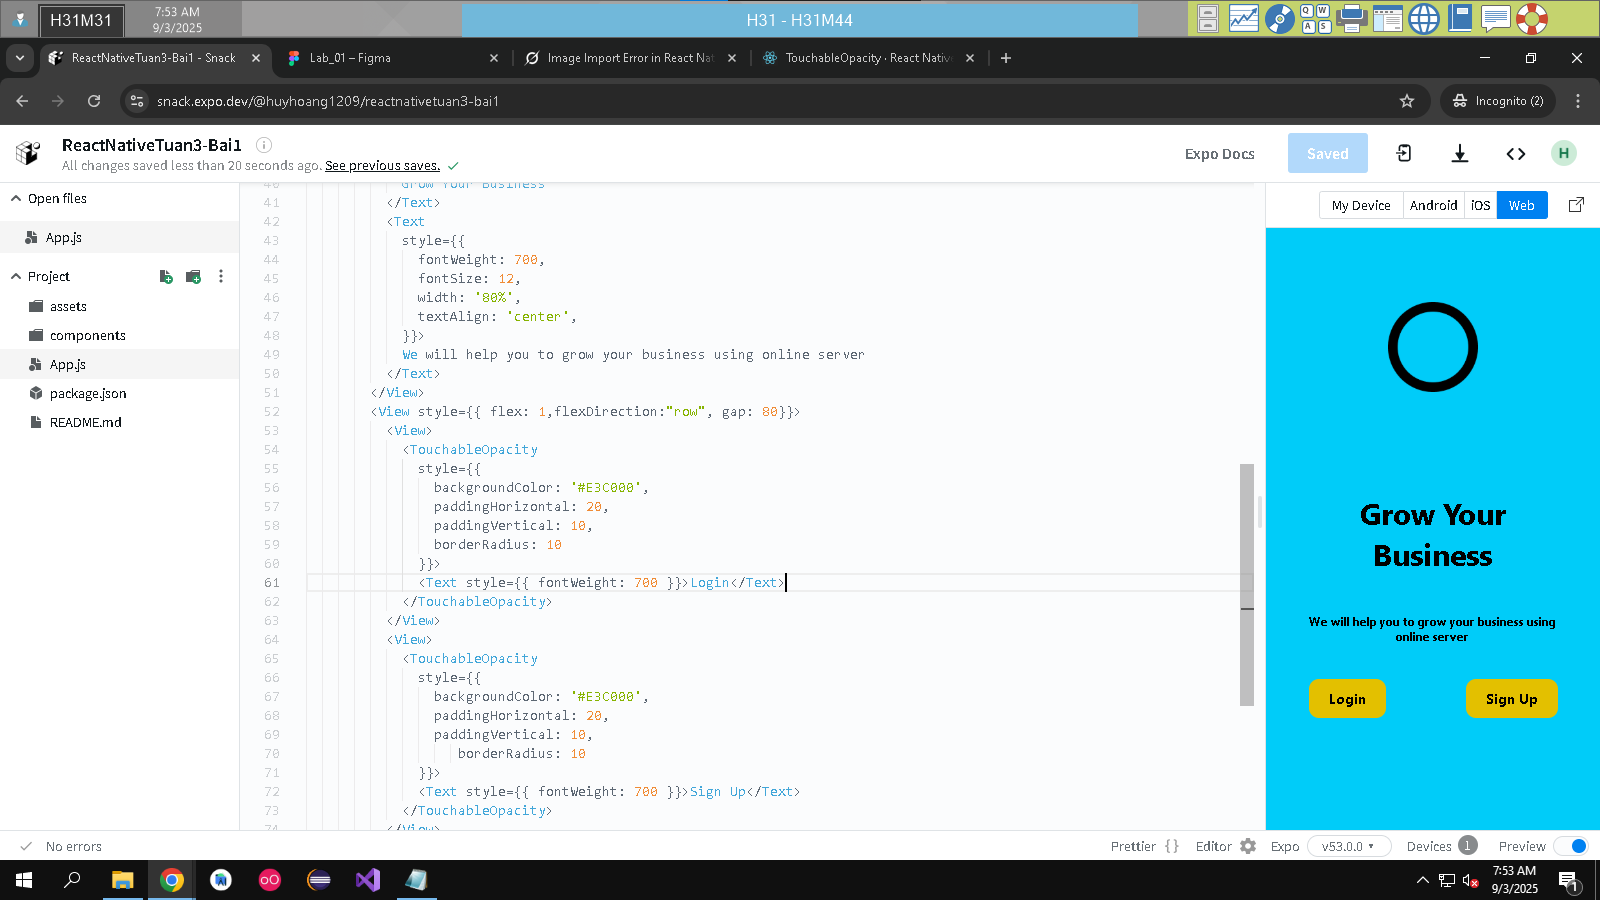 H31M31
7:53 AM
9/3/2025
H31 - H31M44
Q W
A S
ReactNativeTuan3-Bai1 - Snack
Lab_01 – Figma
Image Import Error in React Nat
TouchableOpacity · React Native
snack.expo.dev/@huyhoang1209/reactnativetuan3-bai1
Incognito (2)
ReactNativeTuan3-Bai1
All changes saved less than 20 seconds ago. See previous saves.
Expo Docs
Saved
H
Open files
App.js
Project
assets
components
App.js
package.json
README.md
40 Grow Your Business
41 </Text>
42 <Text
43 style={{
44 fontWeight: 700,
45 fontSize: 12,
46 width: '80%',
47 textAlign: 'center',
48 }}>
49 We will help you to grow your business using online server
50 </Text>
51 </View>
52 <View style={{ flex: 1,flexDirection:"row", gap: 80}}>
53 <View>
54 <TouchableOpacity
55 style={{
56 backgroundColor: '#E3C000',
57 paddingHorizontal: 20,
58 paddingVertical: 10,
59 borderRadius: 10
60 }}>
61 <Text style={{ fontWeight: 700 }}>Login</Text>
62 </TouchableOpacity>
63 </View>
64 <View>
65 <TouchableOpacity
66 style={{
67 backgroundColor: '#E3C000',
68 paddingHorizontal: 20,
69 paddingVertical: 10,
70 borderRadius: 10
71 }}>
72 <Text style={{ fontWeight: 700 }}>Sign Up</Text>
73 </TouchableOpacity>
74 </View>
My Device
Android
iOS
Web
Grow Your
Business
We will help you to grow your business using
online server
Login
Sign Up
No errors
Prettier { }
Editor
Expo
v53.0.0
Devices 1
Preview
7:53 AM
9/3/2025
1